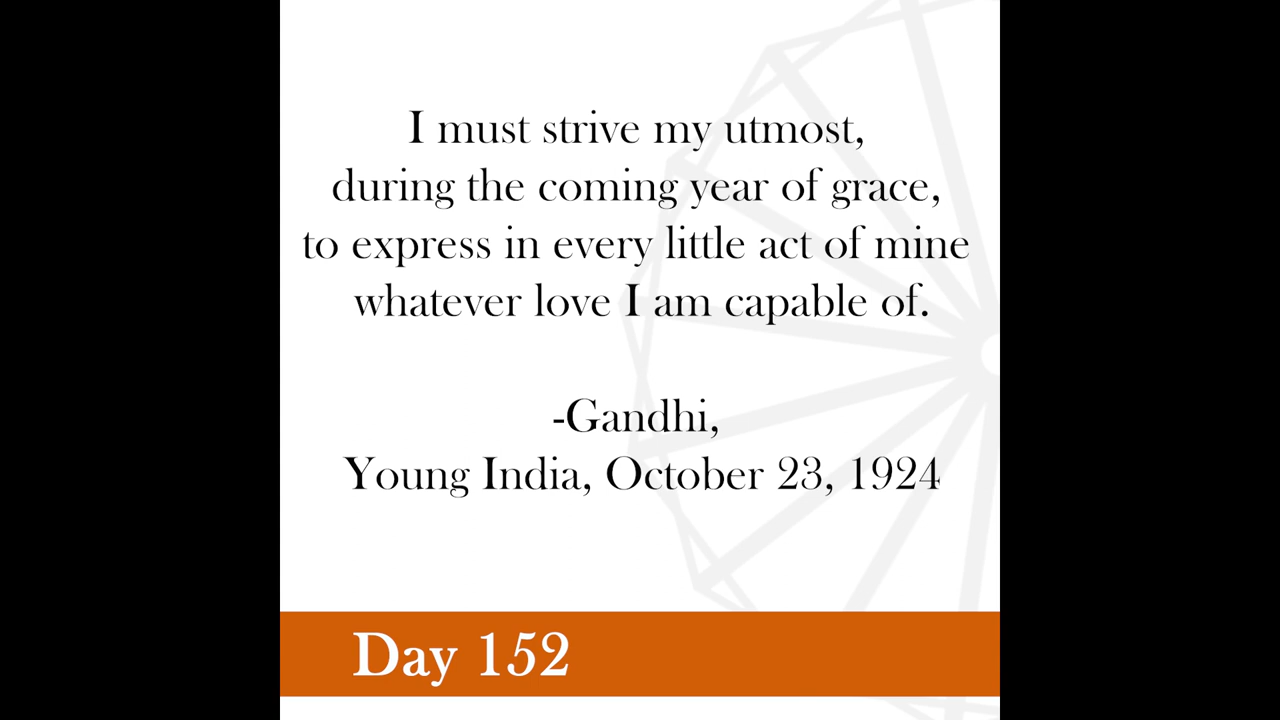 I must strive my utmost,
during the coming year of grace,
to express in every little act of mine
whatever love I am capable of.
-Gandhi,
Young India, October 23, 1924
Day 152